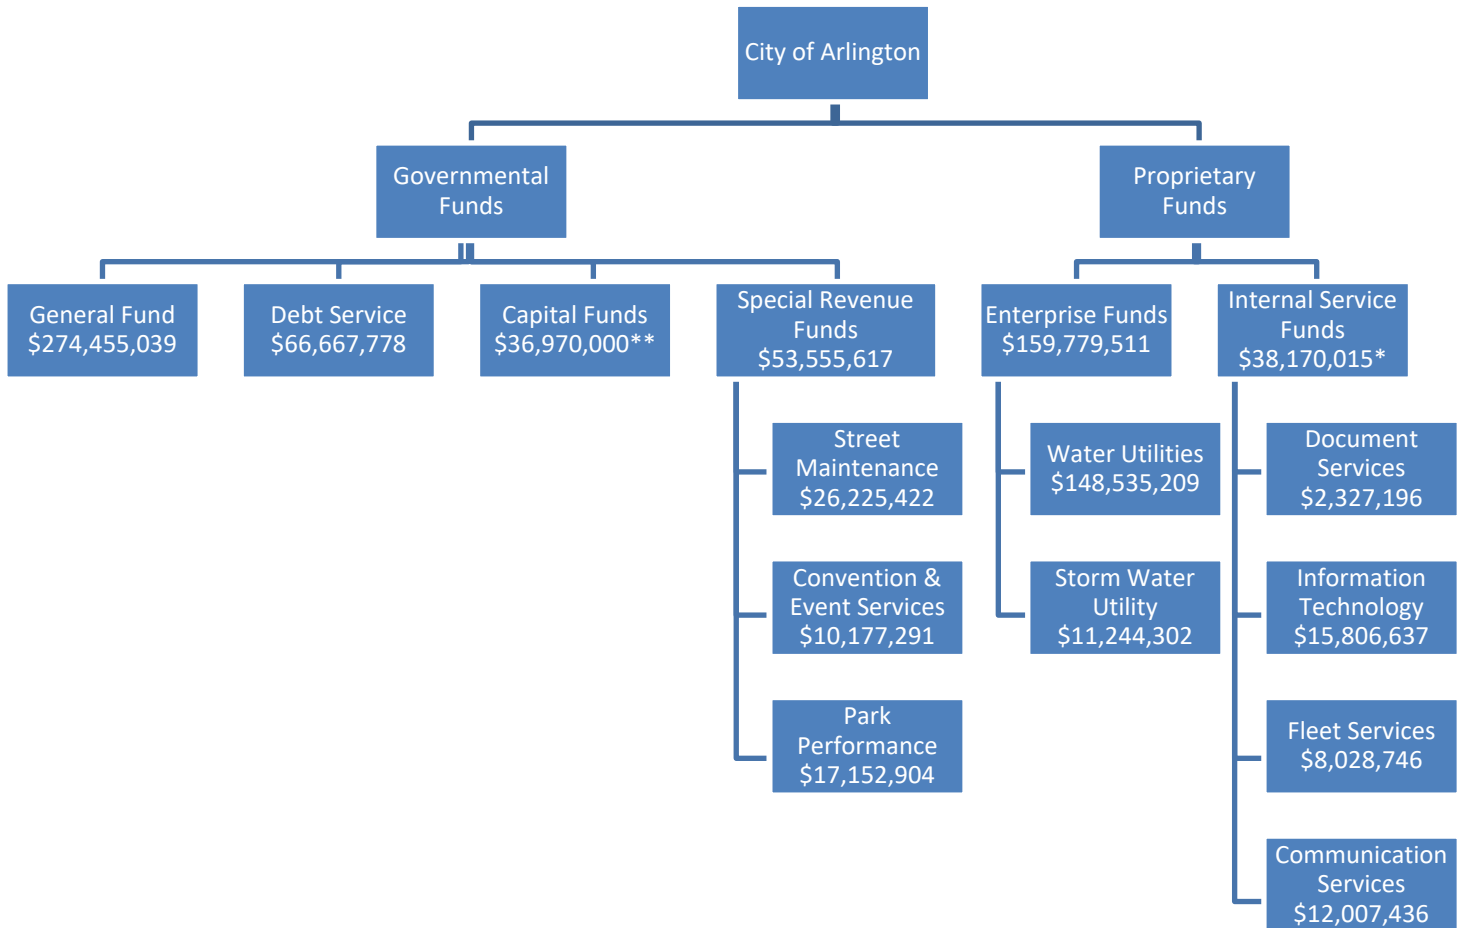 City of Arlington
Governmental
Funds
Proprietary
Funds
General Fund
$274,455,039
Debt Service
$66,667,778
Capital Funds
$36,970,000**
Special Revenue
Funds
$53,555,617
Enterprise Funds
$159,779,511
Internal Service
Funds
$38,170,015*
Street
Maintenance
$26,225,422
Convention &
Event Services
$10,177,291
Park
Performance
$17,152,904
Water Utilities
$148,535,209
Storm Water
Utility
$11,244,302
Document
Services
$2,327,196
Information
Technology
$15,806,637
Fleet Services
$8,028,746
Communication
Services
$12,007,436